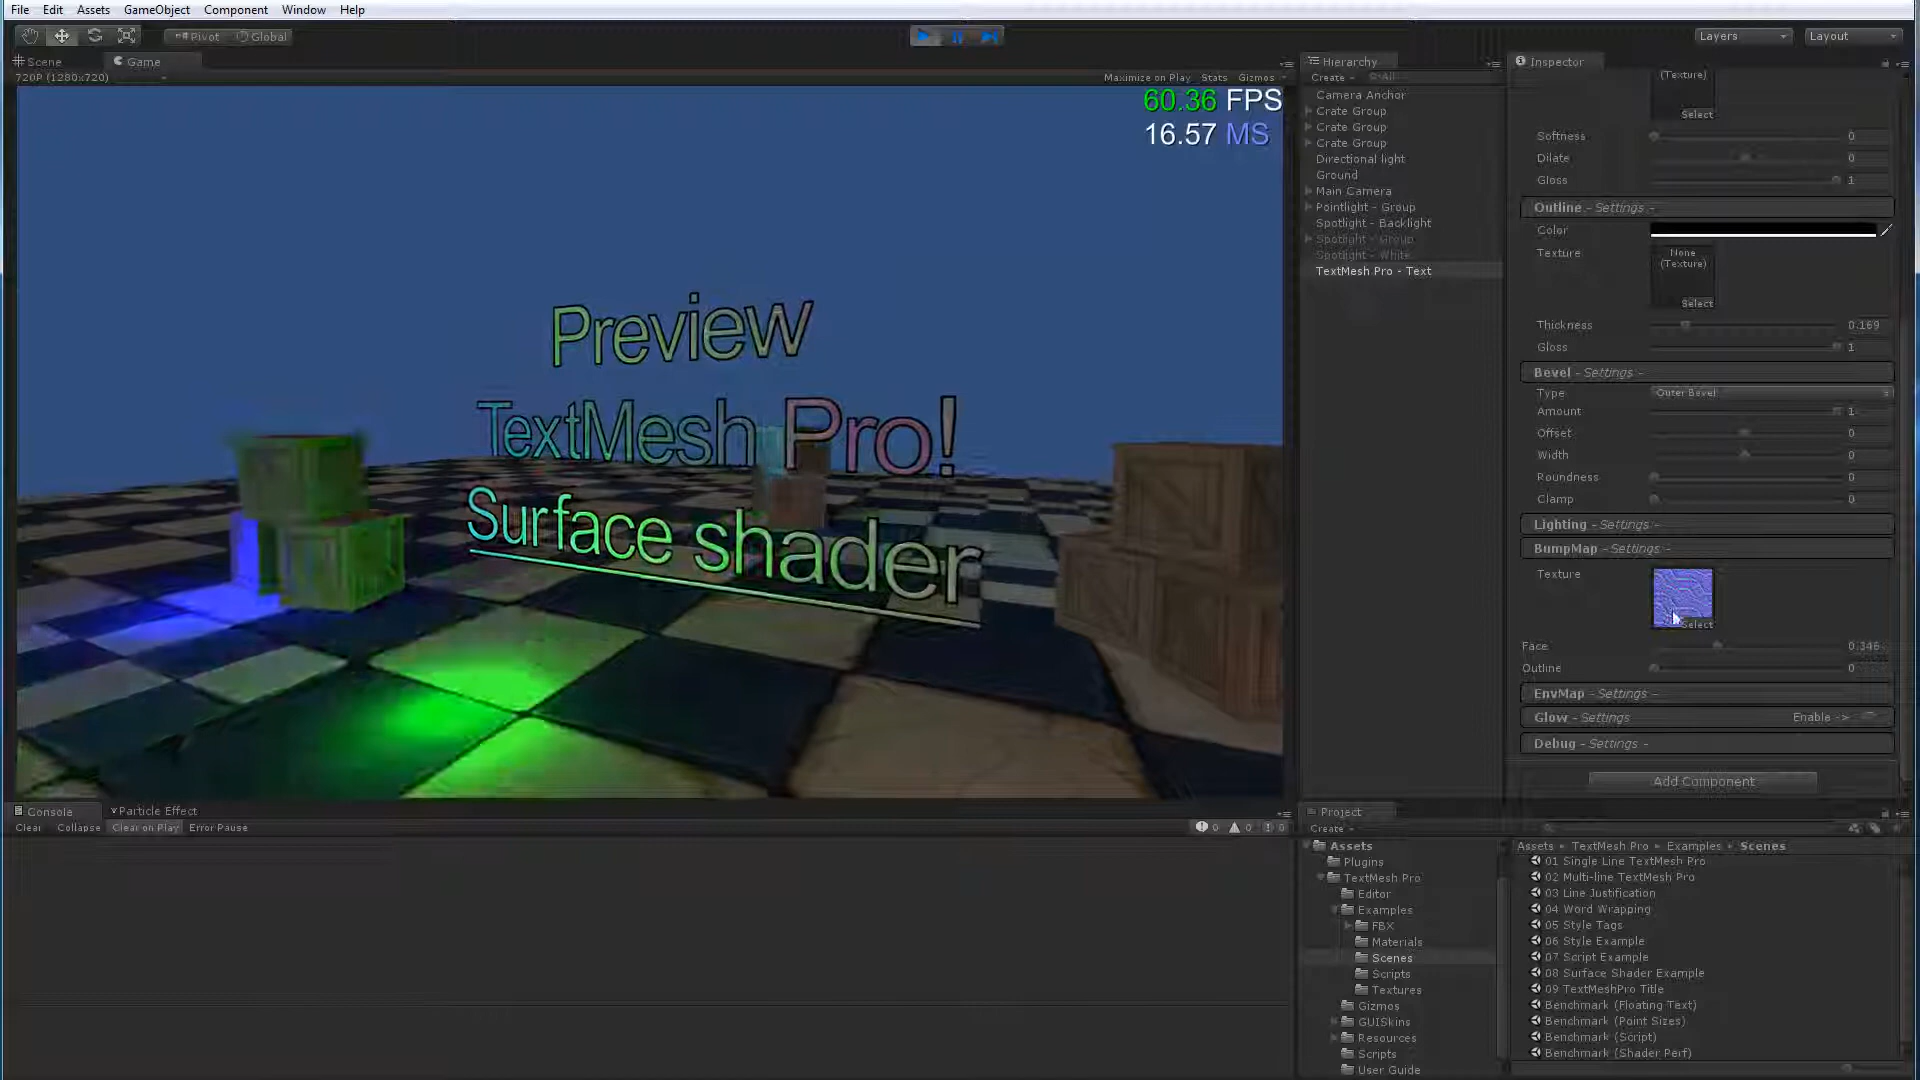 File Edit Assets GameObject Component Window Help
Pivot Global Layers Layout
Scene Game
720P (1280x720) Maximize on Play Stats Gizmos
60.36 FPS
16.57 MS
Preview
TextMesh Pro!
Surface shader
Hierarchy
Create All
Camera Anchor
Crate Group
Crate Group
Crate Group
Directional light
Ground
Main Camera
Pointlight - Group
Spotlight - Backlight
Spotlight - Group
Spotlight - White
TextMesh Pro - Text
Inspector
(Texture)
Select
Softness 0
Dilate 0
Gloss 1
Outline - Settings -
Color
Texture None
(Texture)
Select
Thickness 0.169
Gloss 1
Bevel - Settings -
Type Outer Bevel
Amount 1
Offset 0
Width 0
Roundness 0
Clamp 0
Lighting - Settings -
BumpMap - Settings -
Texture
Select
Face 0.346
Outline 0
EnvMap - Settings -
Glow - Settings Enable ->
Debug - Settings -
Add Component
Console Particle Effect
Clear Collapse Clear on Play Error Pause 0 0 0
Project
Create
Assets
Plugins
TextMesh Pro
Editor
Examples
FBX
Materials
Scenes
Scripts
Textures
Gizmos
GUISkins
Resources
Scripts
User Guide
Assets TextMesh Pro Examples Scenes
01 Single Line TextMesh Pro
02 Multi-line TextMesh Pro
03 Line Justification
04 Word Wrapping
05 Style Tags
06 Style Example
07 Script Example
08 Surface Shader Example
09 TextMeshPro Title
Benchmark (Floating Text)
Benchmark (Point Sizes)
Benchmark (Script)
Benchmark (Shader Perf)